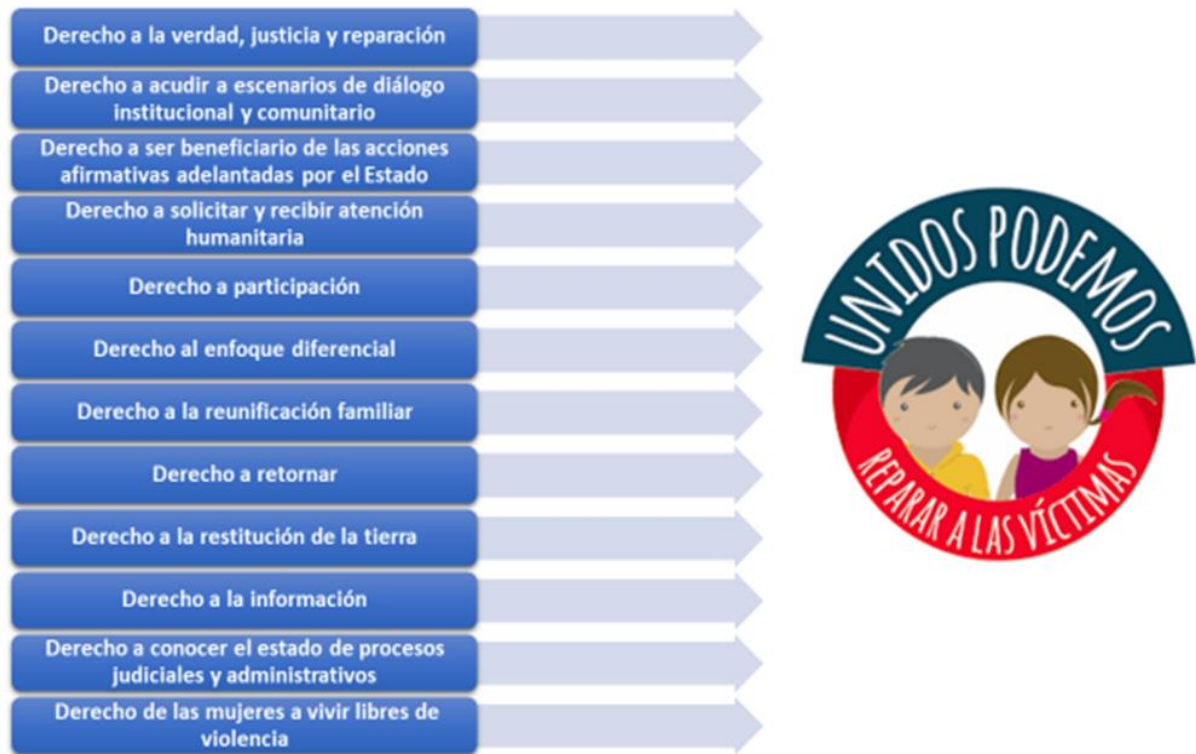 Derecho a la verdad, justicia y reparación
Derecho a acudir a escenarios de diálogo
institucional y comunitario
Derecho a ser beneficiario de las acciones
afirmativas adelantadas por el Estado
Derecho a solicitar y recibir atención
humanitaria
Derecho a participación
Derecho al enfoque diferencial
Derecho a la reunificación familiar
Derecho a retornar
Derecho a la restitución de la tierra
Derecho a la información
Derecho a conocer el estado de procesos
judiciales y administrativos
Derecho de las mujeres a vivir libres de
violencia
UNIDOS PODEMOS
REPARAR A LAS VÍCTIMAS